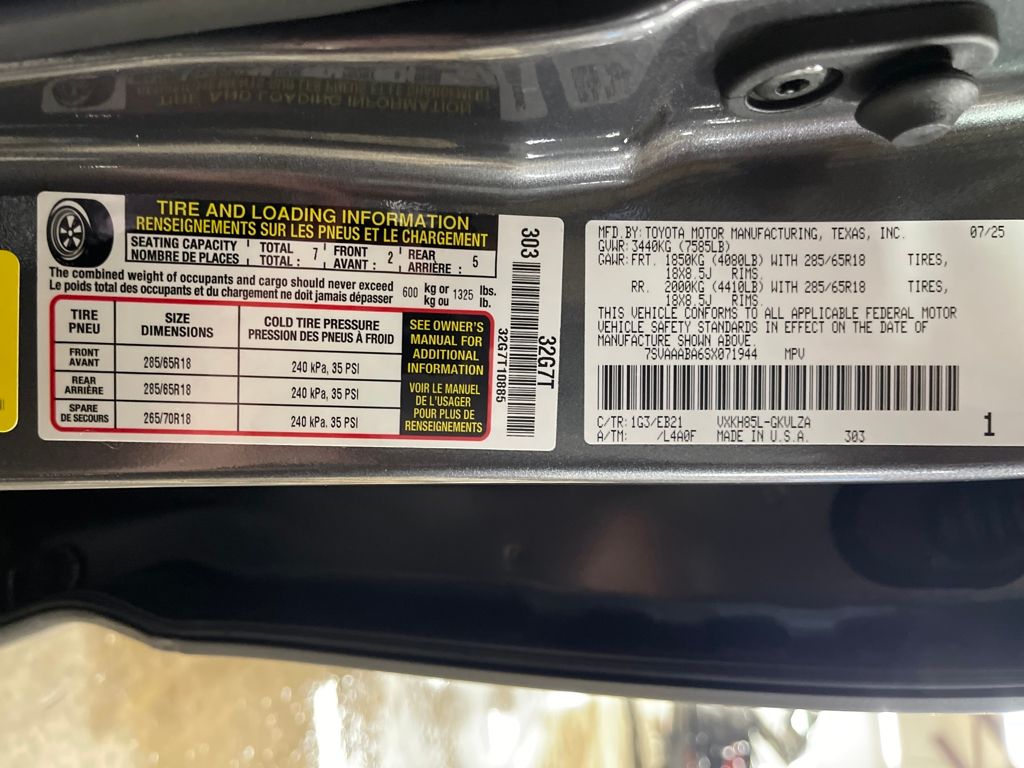 TIRE AND LOADING INFORMATION
RENSEIGNEMENTS SUR LES PNEUS ET LE CHARGEMENT
SEATING CAPACITY TOTAL 7 FRONT 2 REAR 5
NOMBRE DE PLACES TOTAL : AVANT : ARRIÈRE :
The combined weight of occupants and cargo should never exceed 600 kg or 1325 lbs.
Le poids total des occupants et du chargement ne doit jamais dépasser kg ou lb.
TIRE SIZE COLD TIRE PRESSURE
PNEU DIMENSIONS PRESSION DES PNEUS À FROID
FRONT
AVANT 285/65R18 240 kPa, 35 PSI
REAR
ARRIÈRE 285/65R18 240 kPa, 35 PSI
SPARE
DE SECOURS 265/70R18 240 kPa, 35 PSI
SEE OWNER'S
MANUAL FOR
ADDITIONAL
INFORMATION
VOIR LE MANUEL
DE L'USAGER
POUR PLUS DE
RENSEIGNEMENTS
303
32G7T10885
32G7T
MFD.BY:TOYOTA MOTOR MANUFACTURING, TEXAS, INC. 07/25
GVWR:3440KG (7585LB)
GAWR:FRT. 1850KG (4080LB) WITH 285/65R18 TIRES,
18X8.5J RIMS.
RR. 2000KG (4410LB) WITH 285/65R18 TIRES,
18X8.5J RIMS.
THIS VEHICLE CONFORMS TO ALL APPLICABLE FEDERAL MOTOR
VEHICLE SAFETY STANDARDS IN EFFECT ON THE DATE OF
MANUFACTURE SHOWN ABOVE.
7SVAAABA6SX071944 MPV
C/TR:1G3/EB21 VXKH85L-GKVLZA
A/TM: /L4A0F MADE IN U.S.A. 303
1